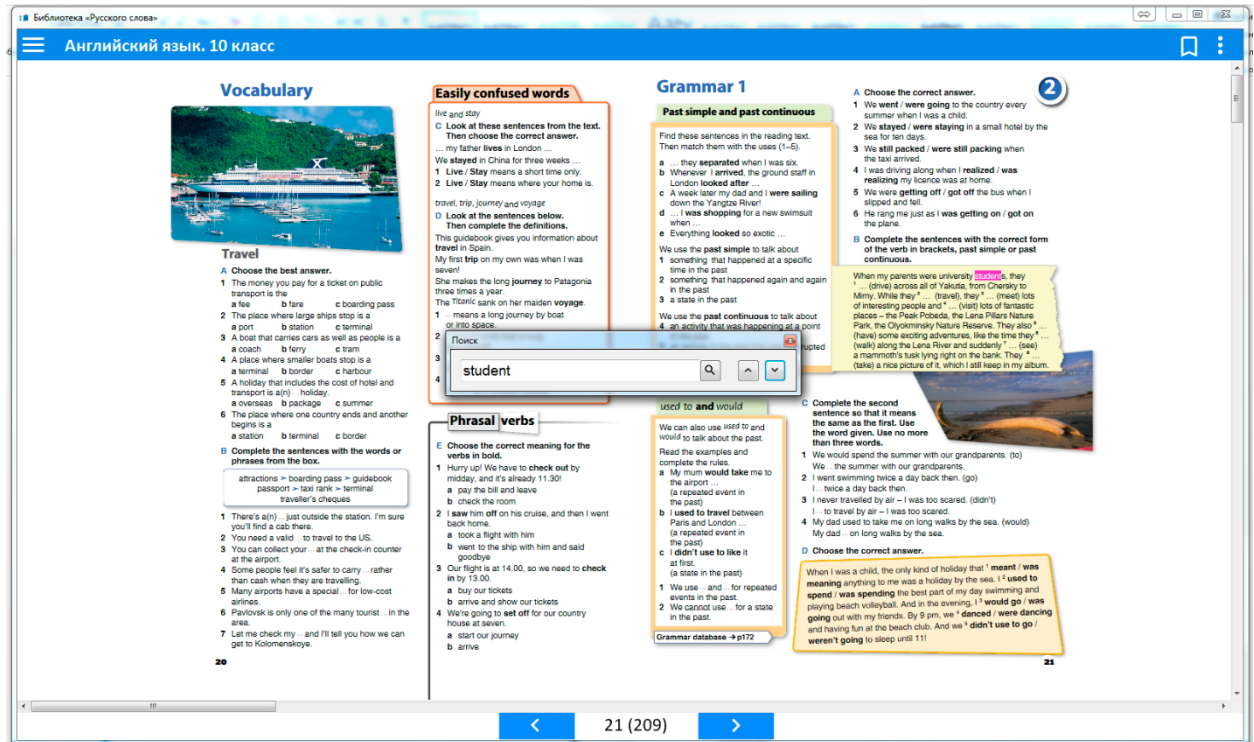 Библиотека «Русского слова»
Английский язык. 10 класс
Vocabulary
Travel
A Choose the best answer.
1 The money you pay for a ticket on public
transport is the
a fee b fare c boarding pass
2 The place where large ships stop is a
a port b station c terminal
3 A boat that carries cars as well as people is a
a coach b ferry c tram
4 A place where smaller boats stop is a
a terminal b border c harbour
5 A holiday that includes the cost of hotel and
transport is a(n) holiday.
a overseas b package c summer
6 The place where one country ends and another
begins is a
a station b terminal c border
B Complete the sentences with the words or
phrases from the box.
attractions > boarding pass > guidebook
passport > taxi rank > terminal
traveller's cheques
1 There's a(n) ... just outside the station. I'm sure
you'll find a cab there.
2 You need a valid ... to travel to the US.
3 You can collect your ... at the check-in counter
at the airport.
4 Some people feel it's safer to carry ... rather
than cash when they are travelling.
5 Many airports have a special ... for low-cost
airlines.
6 Pavlovsk is only one of the many tourist ... in the
area.
7 Let me check my ... and I'll tell you how we can
get to Kolomenskoye.
20
Easily confused words
live and stay
C Look at these sentences from the text.
Then choose the correct answer.
... my father lives in London ...
We stayed in China for three weeks ...
1 Live / Stay means a short time only.
2 Live / Stay means where your home is.
travel, trip, journey and voyage
D Look at the sentences below.
Then complete the definitions.
This guidebook gives you information about
travel in Spain.
My first trip on my own was when I was
seven!
She makes the long journey to Patagonia
three times a year.
The Titanic sank on her maiden voyage.
1 ... means a long journey by boat
or into space.
2
3
4
Поиск
student
Phrasal verbs
E Choose the correct meaning for the
verbs in bold.
1 Hurry up! We have to check out by
midday, and it's already 11.30!
a pay the bill and leave
b check the room
2 I saw him off on his cruise, and then I went
back home.
a took a flight with him
b went to the ship with him and said
goodbye
3 Our flight is at 14.00, so we need to check
in by 13.00.
a buy our tickets
b arrive and show our tickets
4 We're going to set off for our country
house at seven.
a start our journey
b arrive
Grammar 1
Past simple and past continuous
Find these sentences in the reading text.
Then match them with the uses (1–5).
a ... they separated when I was six.
b Whenever I arrived, the ground staff in
London looked after ...
c A week later my dad and I were sailing
down the Yangtze River!
d ... I was shopping for a new swimsuit
when ...
e Everything looked so exotic ...
We use the past simple to talk about
1 something that happened at a specific
time in the past
2 something that happened again and again
in the past
3 a state in the past
We use the past continuous to talk about
4 an activity that was happening at a point
used to and would
We can also use used to and
would to talk about the past.
Read the examples and
complete the rules.
a My mum would take me to
the airport ...
(a repeated event in
the past)
b I used to travel between
Paris and London ...
(a repeated event in
the past)
c I didn't use to like it
at first.
(a state in the past)
1 We use ... and ... for repeated
events in the past.
2 We cannot use ... for a state
in the past.
Grammar database → p172
2
A Choose the correct answer.
1 We went / were going to the country every
summer when I was a child.
2 We stayed / were staying in a small hotel by the
sea for ten days.
3 We still packed / were still packing when
the taxi arrived.
4 I was driving along when I realized / was
realizing my licence was at home.
5 We were getting off / got off the bus when I
slipped and fell.
6 He rang me just as I was getting on / got on
the plane.
B Complete the sentences with the correct form
of the verb in brackets, past simple or past
continuous.
When my parents were university students, they
1 ... (drive) across all of Yakutia, from Chersky to
Mirny. While they 2 ... (travel), they 3 ... (meet) lots
of interesting people and 4 ... (visit) lots of fantastic
places – the Peak Pobeda, the Lena Pillars Nature
Park, the Olyokminsky Nature Reserve. They also 5 ...
(have) some exciting adventures, like the time they 6 ...
(walk) along the Lena River and suddenly 7 ... (see)
a mammoth's tusk lying right on the bank. They 8 ...
(take) a nice picture of it, which I still keep in my album.
C Complete the second
sentence so that it means
the same as the first. Use
the word given. Use no more
than three words.
1 We would spend the summer with our grandparents. (to)
We ... the summer with our grandparents.
2 I went swimming twice a day back then. (go)
I ... twice a day back then.
3 I never travelled by air – I was too scared. (didn't)
I ... to travel by air – I was too scared.
4 My dad used to take me on long walks by the sea. (would)
My dad ... on long walks by the sea.
D Choose the correct answer.
When I was a child, the only kind of holiday that 1 meant / was
meaning anything to me was a holiday by the sea. I 2 used to
spend / was spending the best part of my day swimming and
playing beach volleyball. And in the evening, I 3 would go / was
going out with my friends. By 9 pm, we 4 danced / were dancing
and having fun at the beach club. And we 5 didn't use to go /
weren't going to sleep until 11!
21
21 (209)